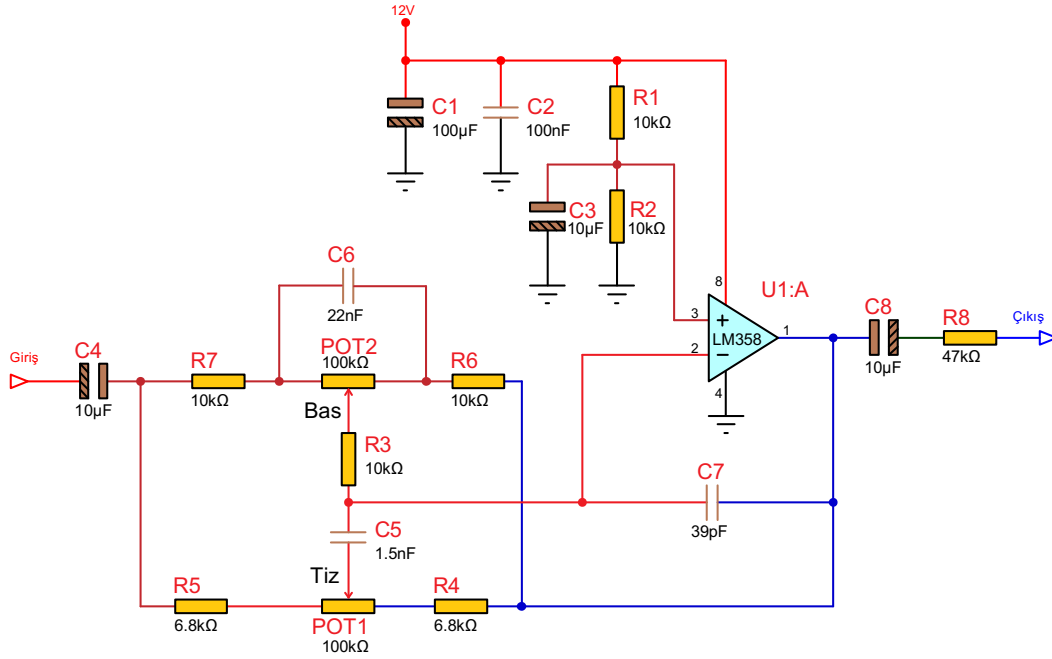 12V
C1
100µF
C2
100nF
R1
10kΩ
C3
10µF
R2
10kΩ
C6
22nF
8
U1:A
3
+
LM358
1
2
−
4
C8
10µF
R8
47kΩ
Çıkış
Giriş
C4
10µF
R7
10kΩ
POT2
100kΩ
R6
10kΩ
Bas
R3
10kΩ
C7
39pF
C5
1.5nF
Tiz
R5
6.8kΩ
POT1
100kΩ
R4
6.8kΩ